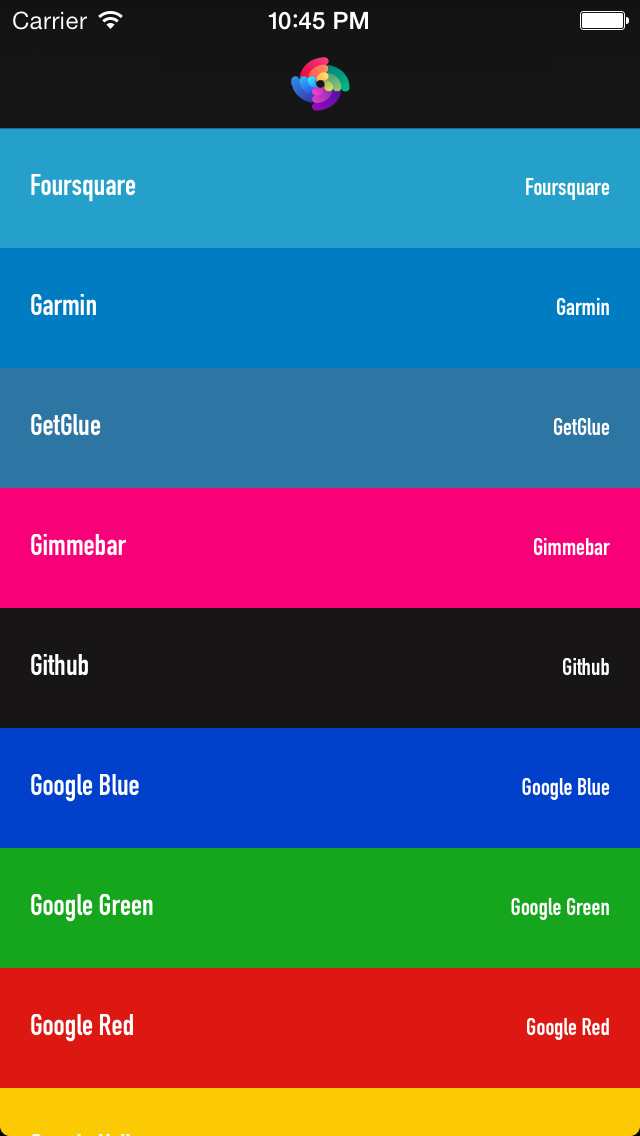 Carrier 10:45 PM
Foursquare Foursquare
Garmin Garmin
GetGlue GetGlue
Gimmebar Gimmebar
Github Github
Google Blue Google Blue
Google Green Google Green
Google Red Google Red